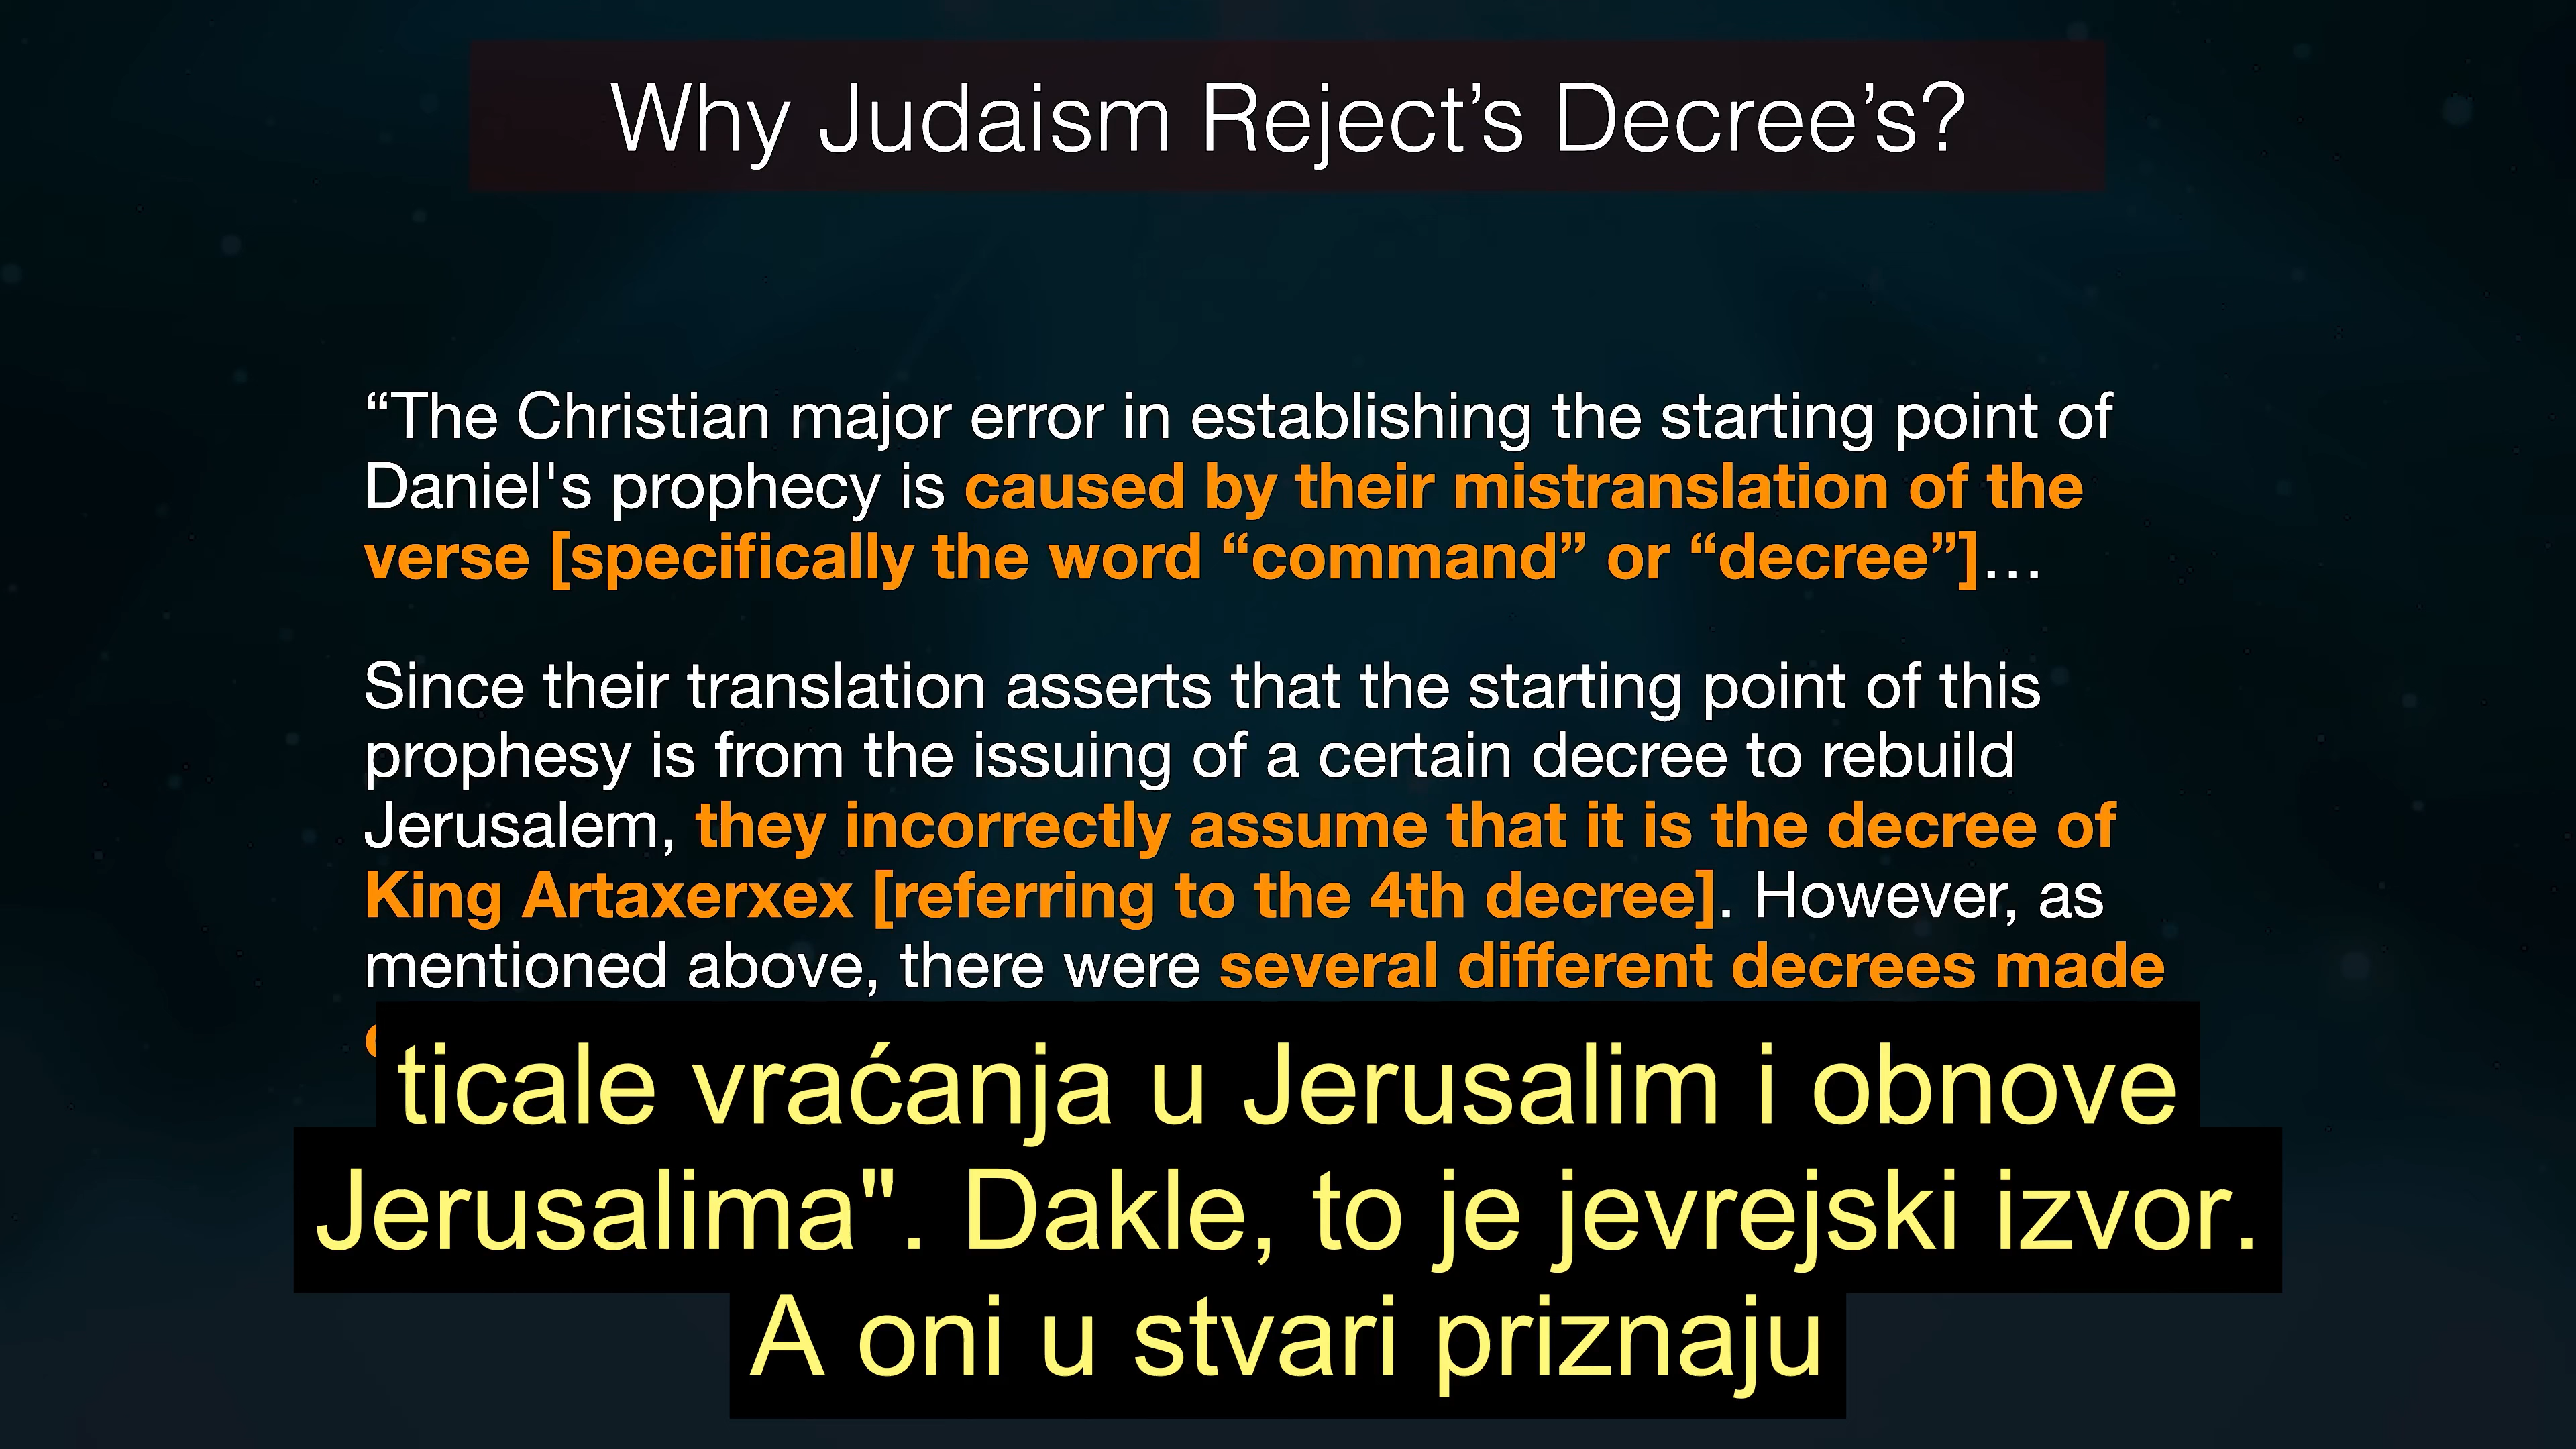 Why Judaism Reject’s Decree’s?
“The Christian major error in establishing the starting point of
Daniel's prophecy is caused by their mistranslation of the
verse [specifically the word “command” or “decree”]…
Since their translation asserts that the starting point of this
prophesy is from the issuing of a certain decree to rebuild
Jerusalem, they incorrectly assume that it is the decree of
King Artaxerxex [referring to the 4th decree]. However, as
mentioned above, there were several different decrees made
ticale vraćanja u Jerusalim i obnove
Jerusalima". Dakle, to je jevrejski izvor.
A oni u stvari priznaju